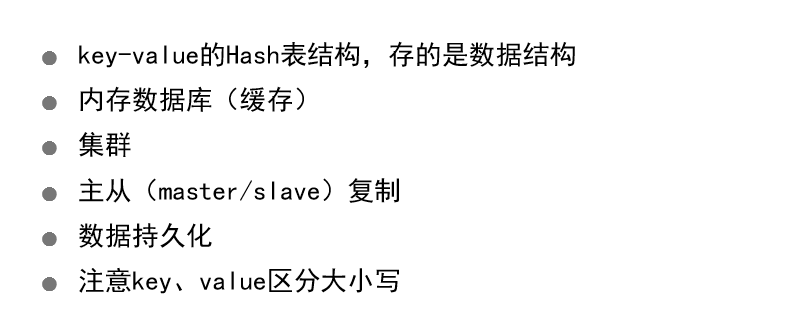 key-value的Hash表结构，存的是数据结构
内存数据库（缓存）
集群
主从（master/slave）复制
数据持久化
注意key、value区分大小写